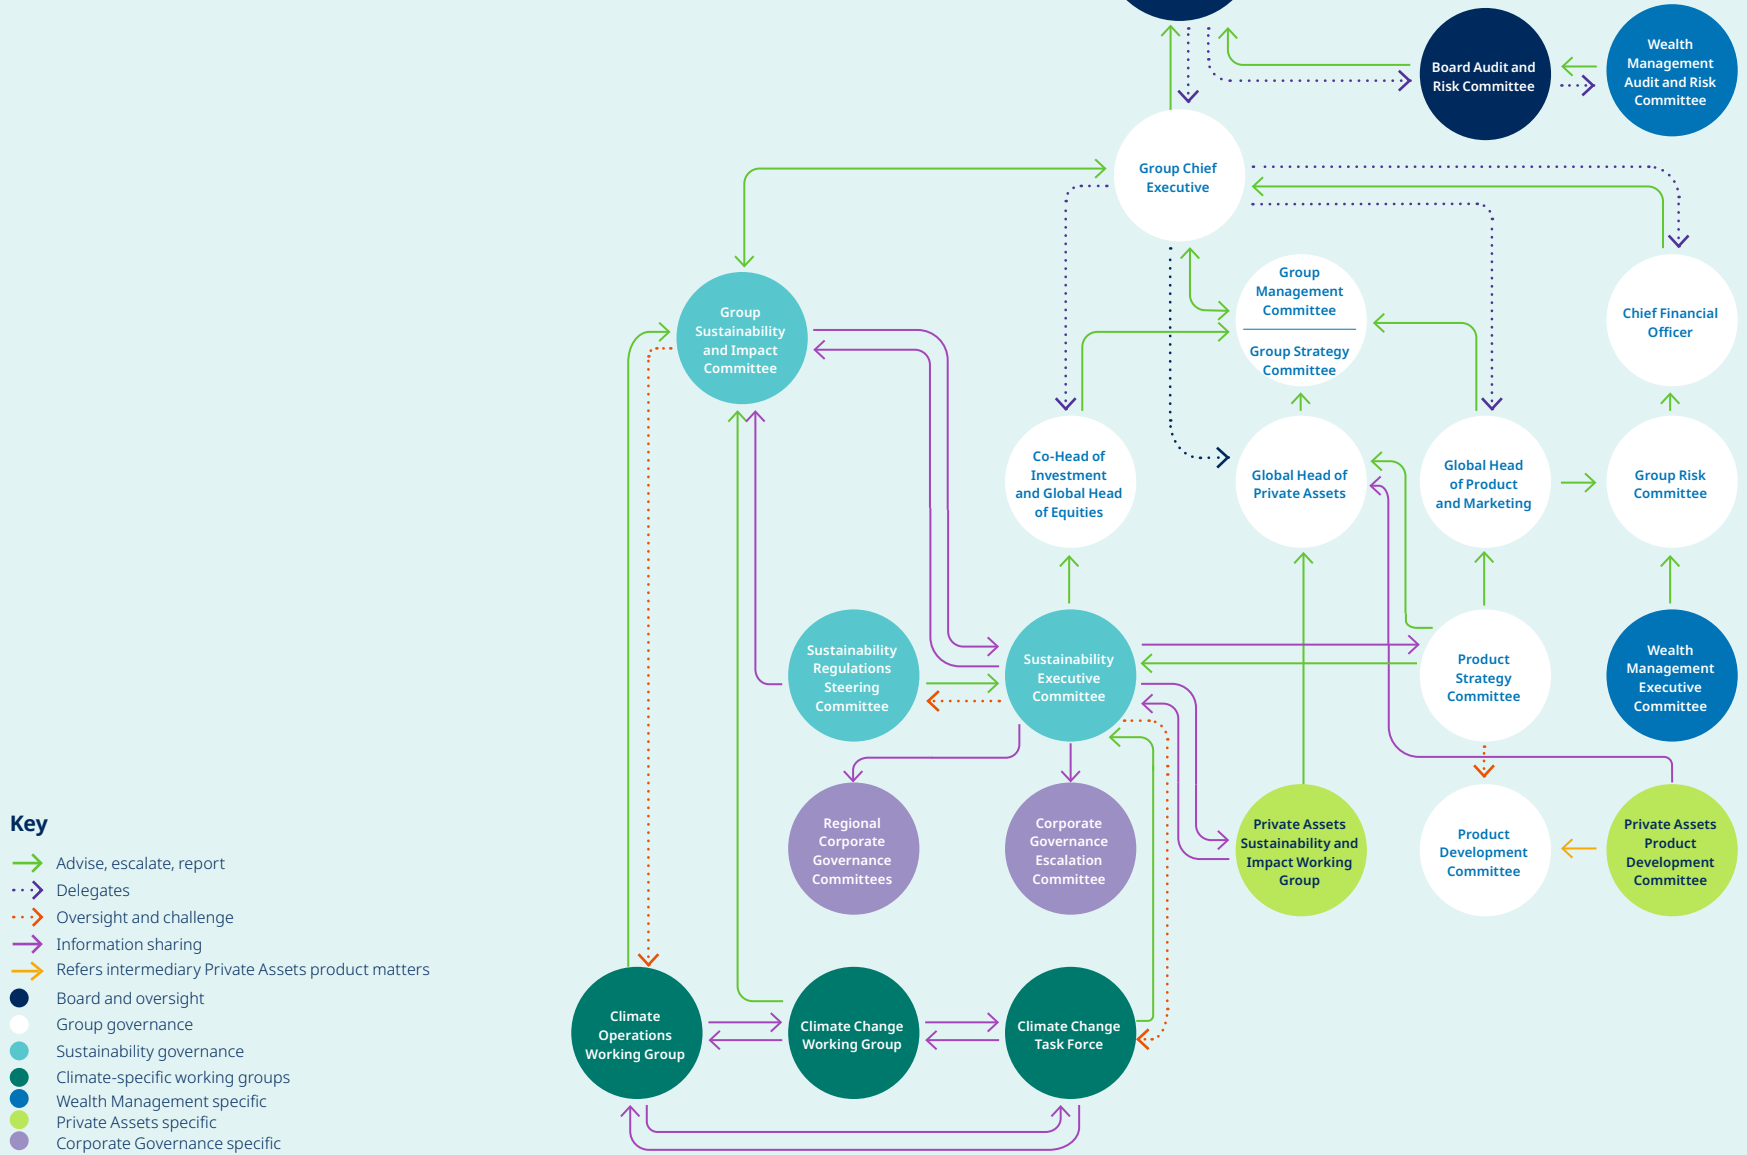 Board Audit and
Risk Committee
Wealth
Management
Audit and Risk
Committee
Group Chief
Executive
Group
Management
Committee
Group Strategy
Committee
Chief Financial
Officer
Group
Sustainability
and Impact
Committee
Co-Head of
Investment
and Global Head
of Equities
Global Head of
Private Assets
Global Head
of Product
and Marketing
Group Risk
Committee
Sustainability
Regulations
Steering
Committee
Sustainability
Executive
Committee
Product
Strategy
Committee
Wealth
Management
Executive
Committee
Regional
Corporate
Governance
Committees
Corporate
Governance
Escalation
Committee
Private Assets
Sustainability and
Impact Working
Group
Product
Development
Committee
Private Assets
Product
Development
Committee
Climate
Operations
Working Group
Climate Change
Working Group
Climate Change
Task Force
Key
Advise, escalate, report
Delegates
Oversight and challenge
Information sharing
Refers intermediary Private Assets product matters
Board and oversight
Group governance
Sustainability governance
Climate-specific working groups
Wealth Management specific
Private Assets specific
Corporate Governance specific